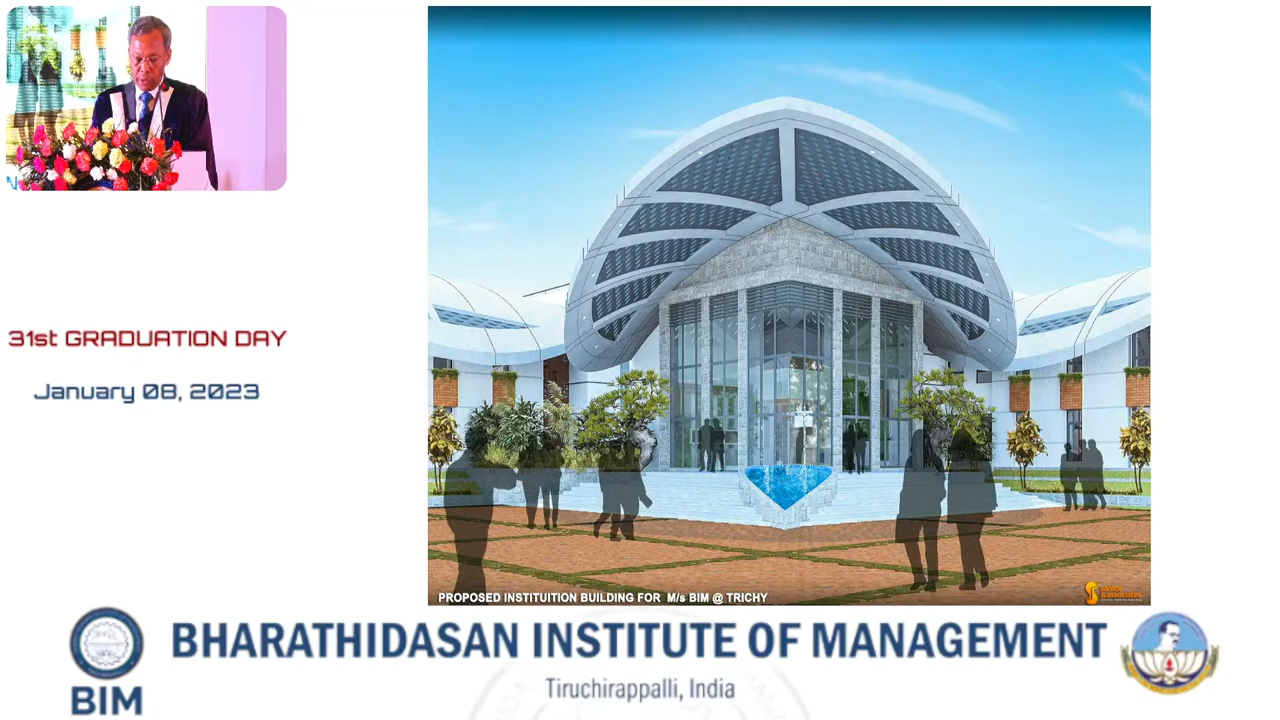 31st GRADUATION DAY
January 08, 2023
PROPOSED INSTITUITION BUILDING FOR M/s BIM @ TRICHY
BHARATHIDASAN INSTITUTE OF MANAGEMENT
Tiruchirappalli, India
BIM